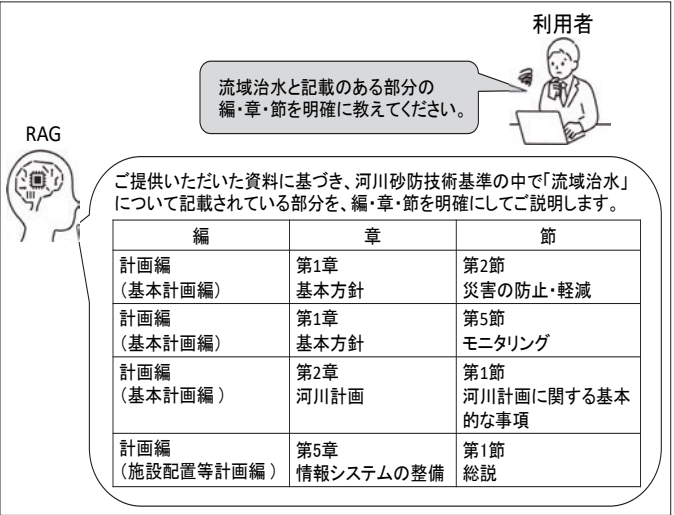 利用者
流域治水と記載のある部分の
編・章・節を明確に教えてください。
RAG
ご提供いただいた資料に基づき、河川砂防技術基準の中で「流域治水」
について記載されている部分を、編・章・節を明確にしてご説明します。
編 章 節
計画編 第1章 第2節
（基本計画編） 基本方針 災害の防止・軽減
計画編 第1章 第5節
（基本計画編） 基本方針 モニタリング
計画編 第2章 第1節
（基本計画編） 河川計画 河川計画に関する基本
的な事項
計画編 第5章 第1節
（施設配置等計画編） 情報システムの整備 総説